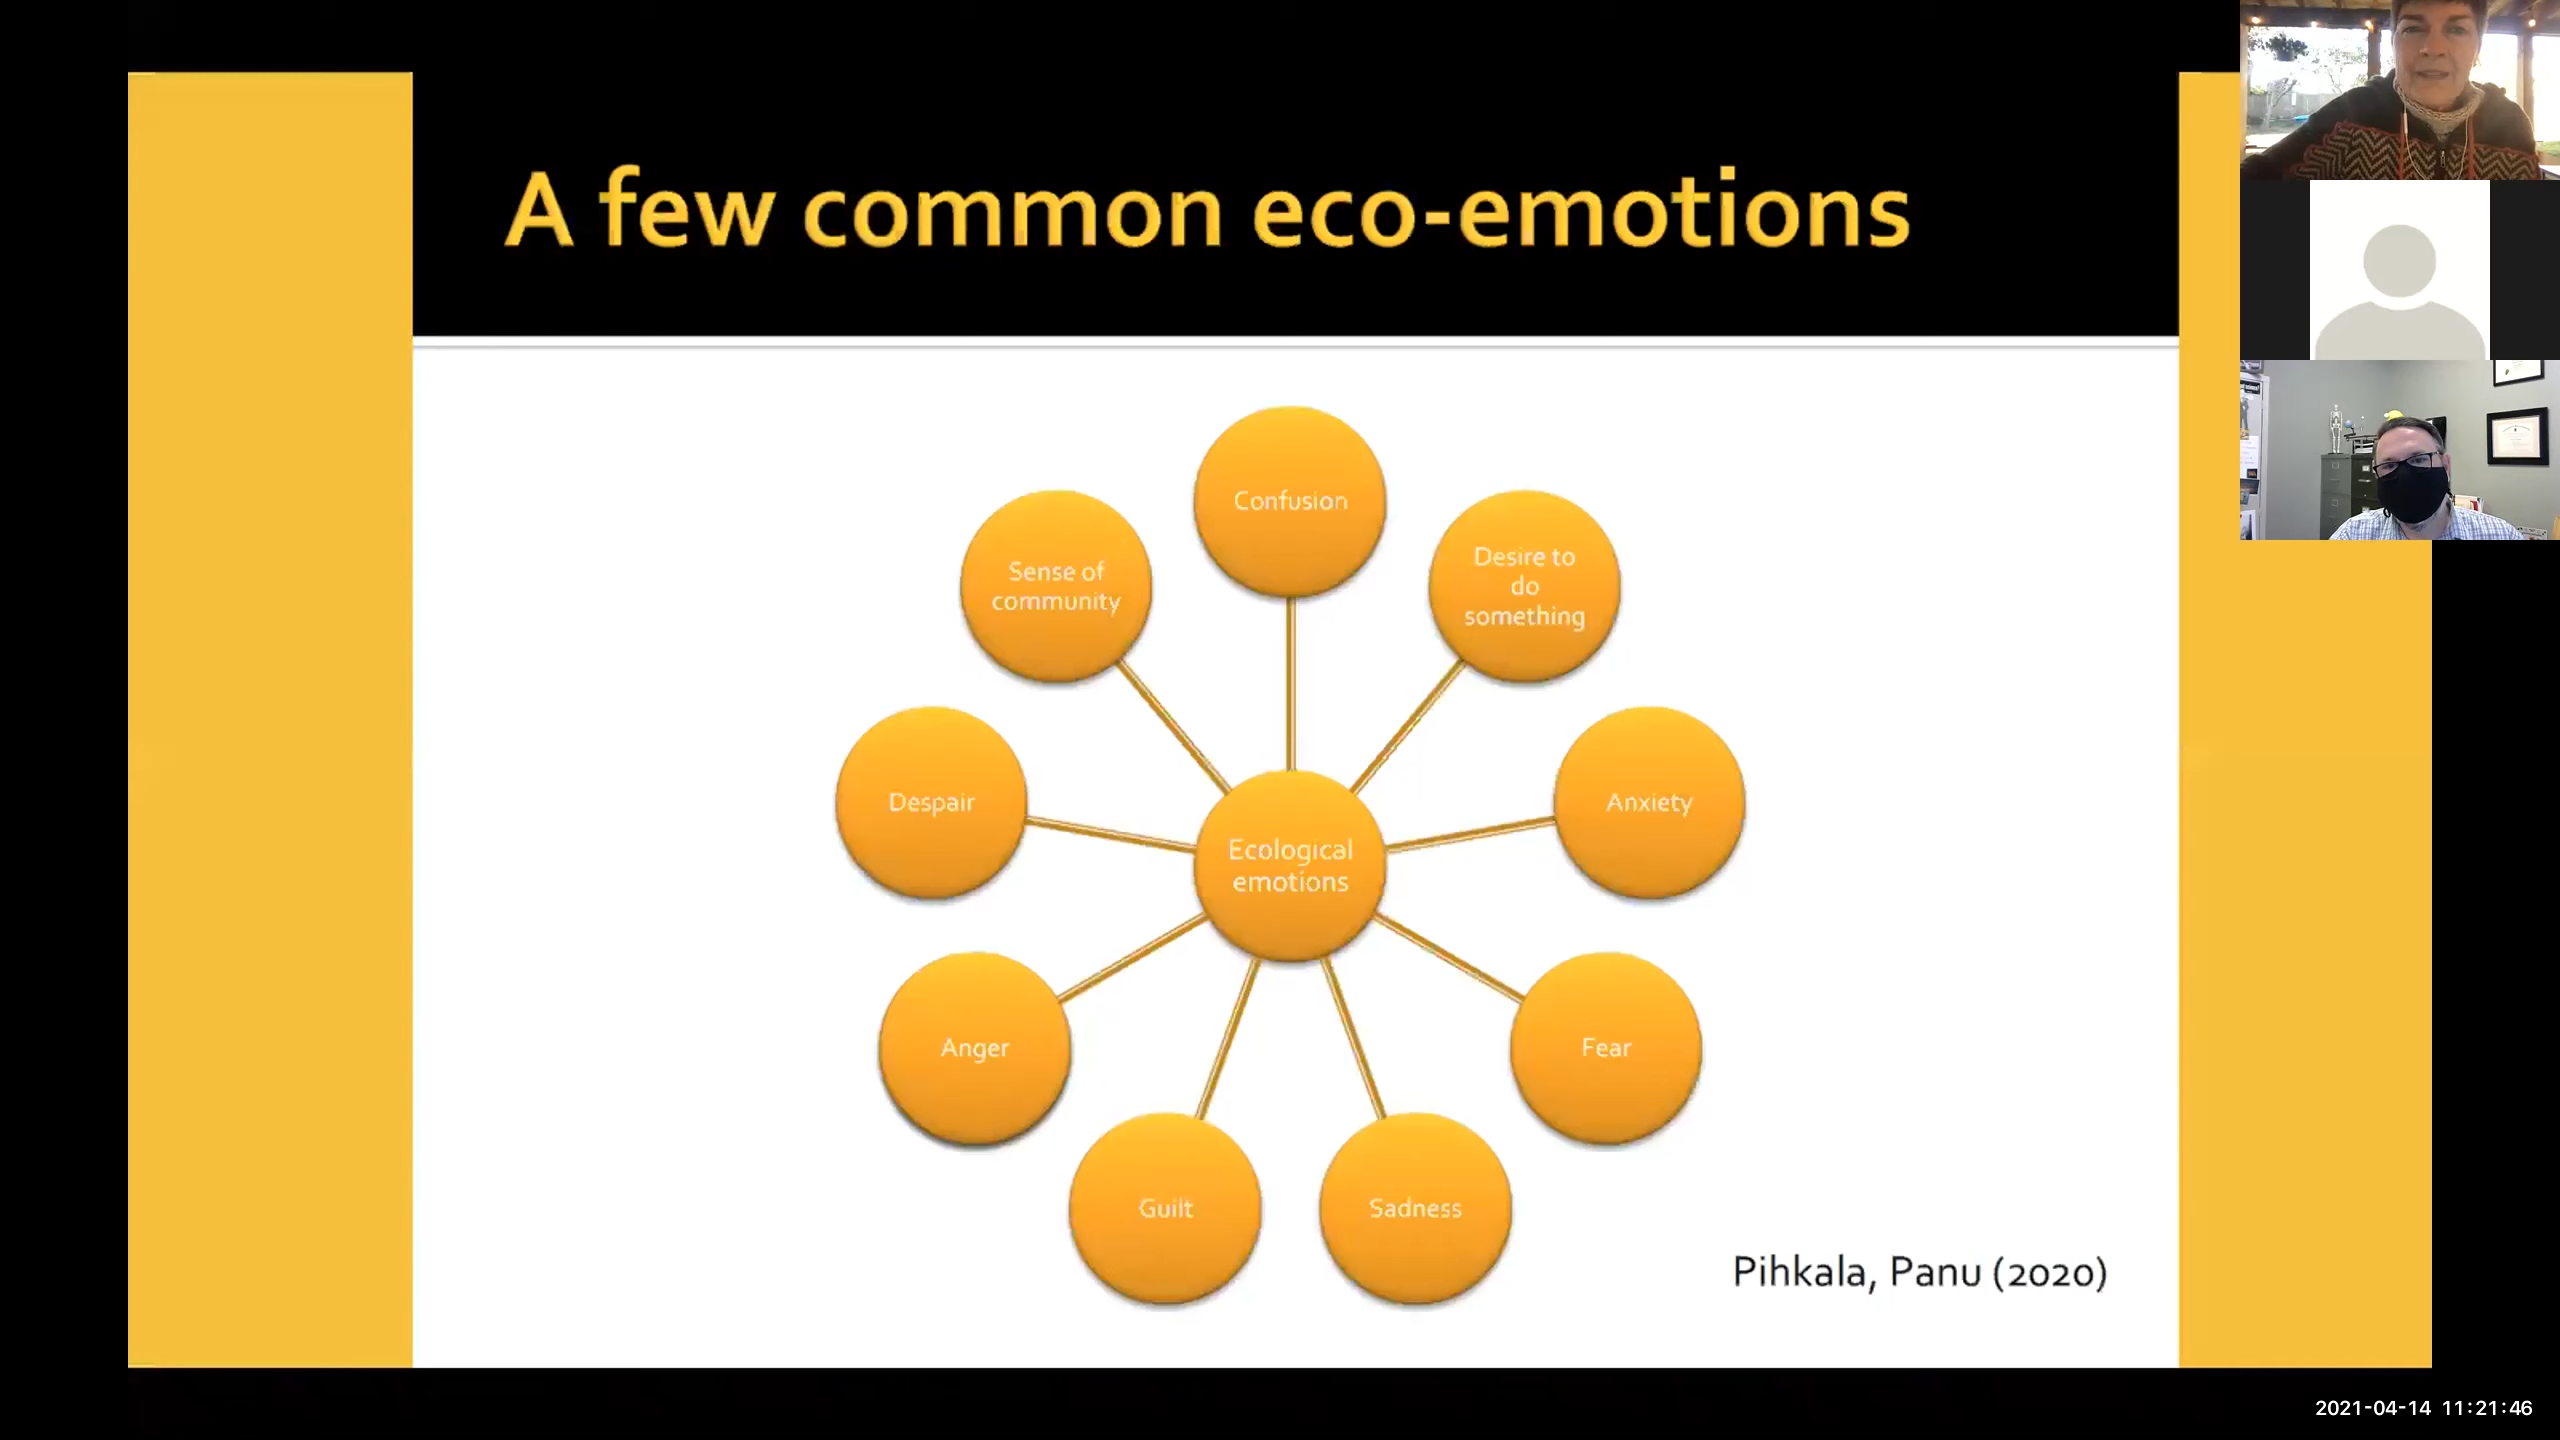 A few common eco-emotions
Confusion
Desire to
do
something
Sense of
community
Anxiety
Despair
Ecological
emotions
Anger
Fear
Guilt
Sadness
Pihkala, Panu (2020)
2021-04-14 11:21:46